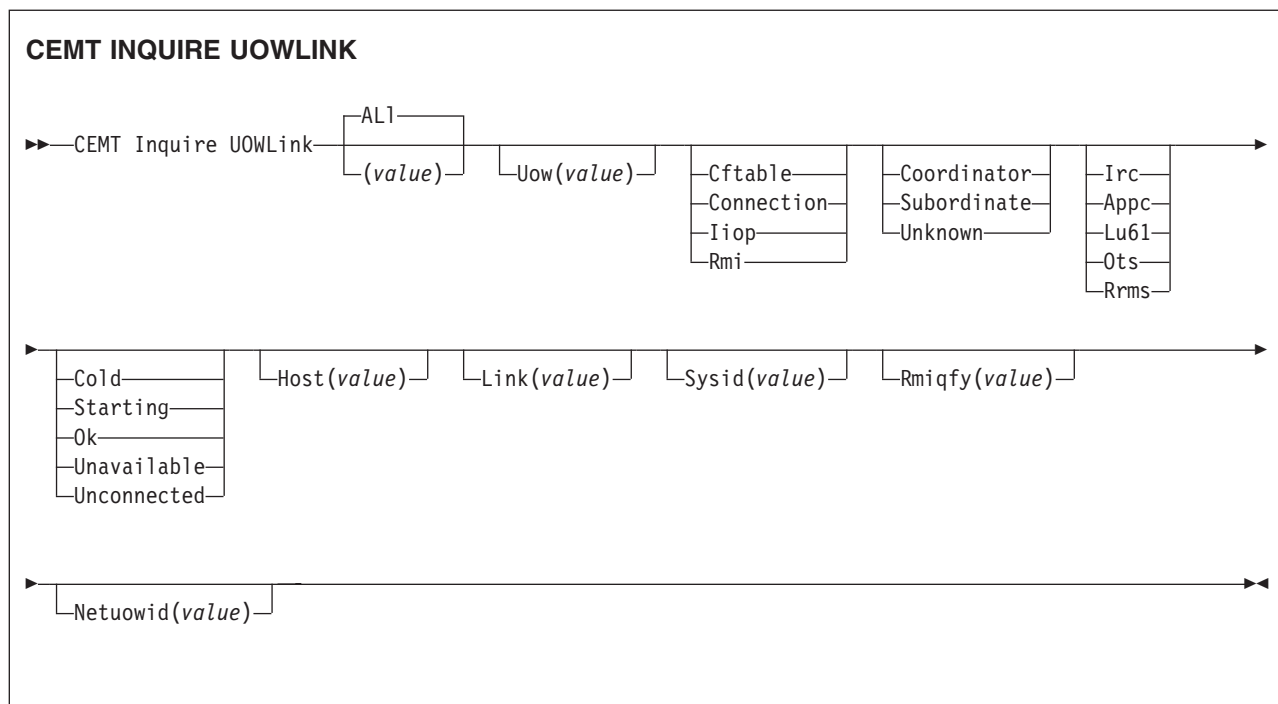 CEMT INQUIRE UOWLINK
ALl
CEMT Inquire UOWLink
(value)
Uow(value)
Cftable
Connection
Iiop
Rmi
Coordinator
Subordinate
Unknown
Irc
Appc
Lu61
Ots
Rrms
Cold
Starting
Ok
Unavailable
Unconnected
Host(value)
Link(value)
Sysid(value)
Rmiqfy(value)
Netuowid(value)